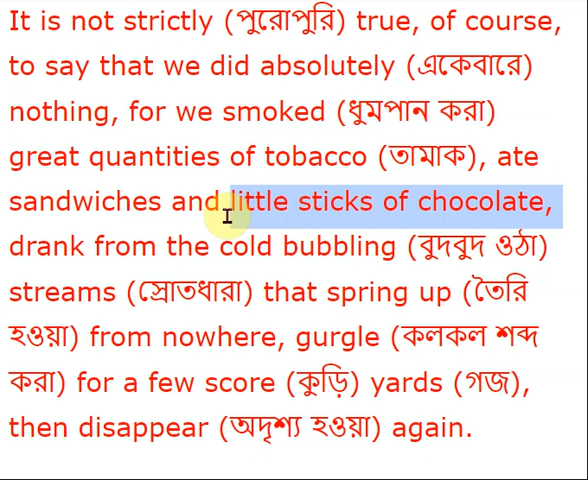 It is not strictly (পুরোপুরি) true, of course,
to say that we did absolutely (একেবারে)
nothing, for we smoked (ধুমপান করা)
great quantities of tobacco (তামাক), ate
sandwiches and little sticks of chocolate,
drank from the cold bubbling (বুদবুদ ওঠা)
streams (স্রোতধারা) that spring up (তৈরি
হওয়া) from nowhere, gurgle (কলকল শব্দ
করা) for a few score (কুড়ি) yards (গজ),
then disappear (অদৃশ্য হওয়া) again.